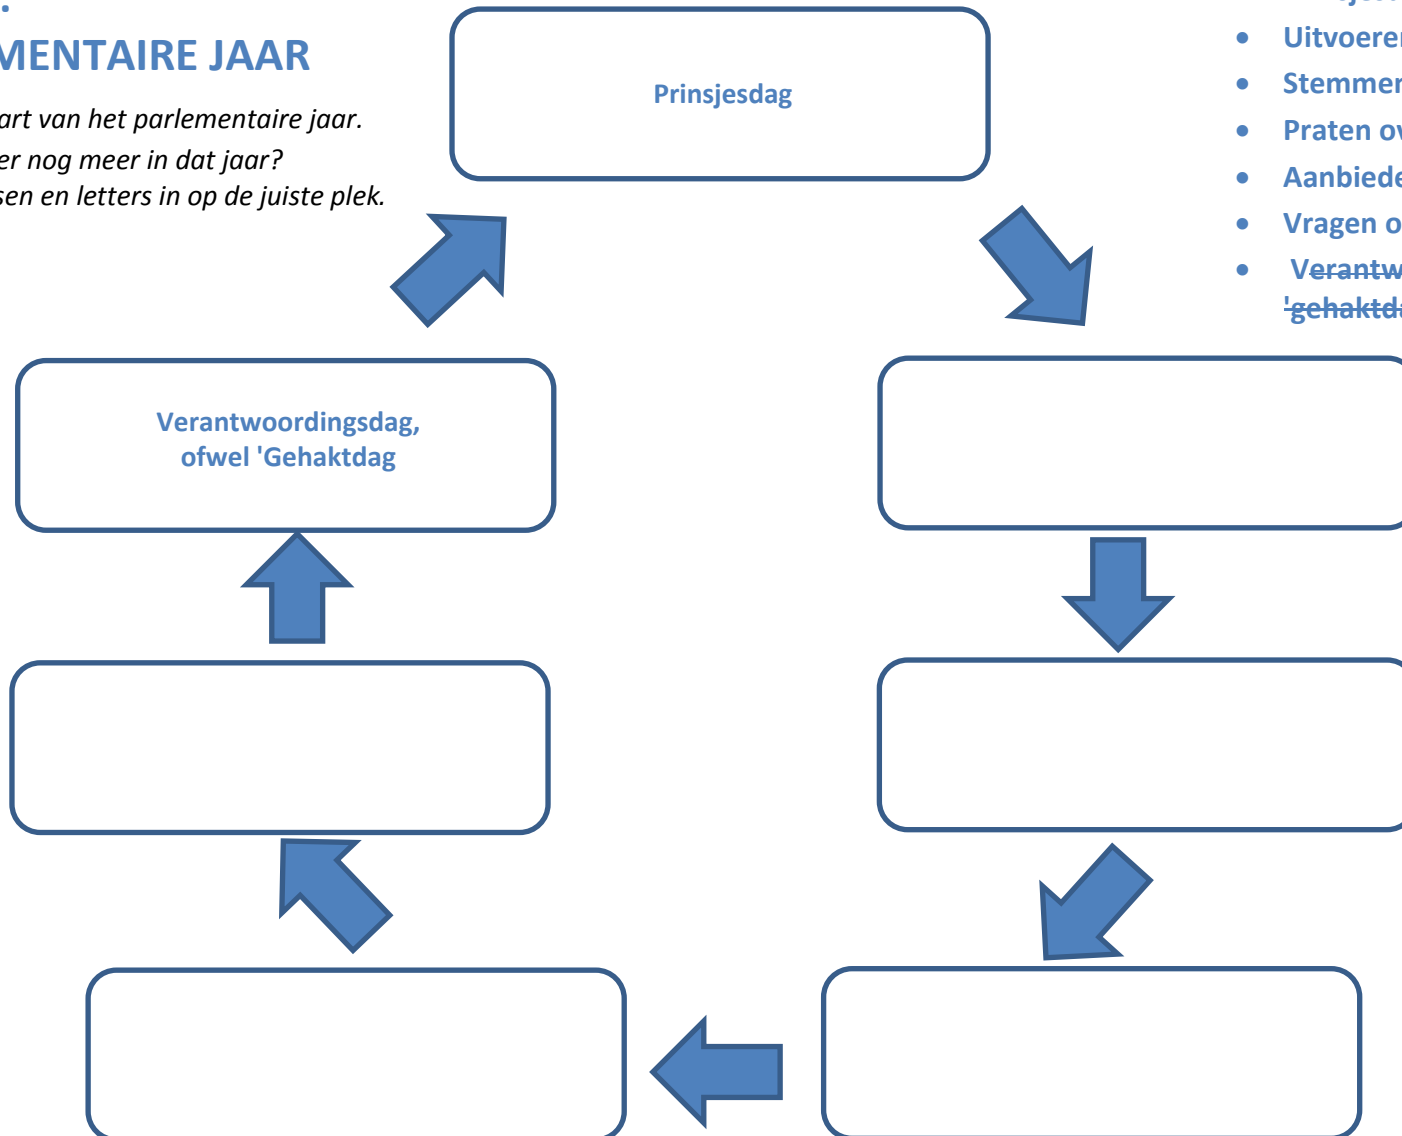 MENTAIRE JAAR
art van het parlementaire jaar.
er nog meer in dat jaar?
sen en letters in op de juiste plek.
Prinsjesdag
• Uitvoere
• Stemme
• Praten o
• Aanbiede
• Vragen o
• Verantw
'gehaktd
Verantwoordingsdag,
ofwel 'Gehaktdag